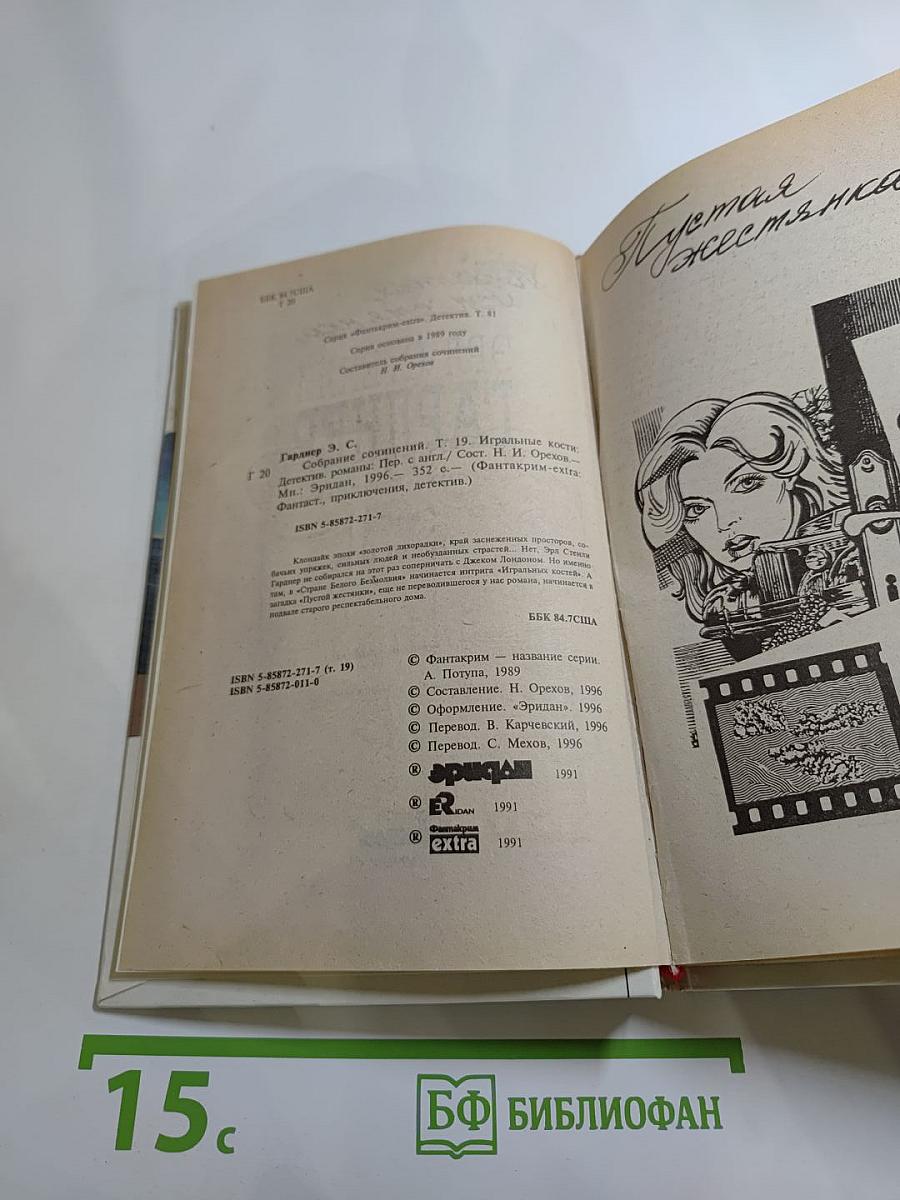 ББК 84.7США
Г 20
Серия «Фантакрим-extra». Детектив. Т. 81
Серия основана в 1989 году
Составитель собрания сочинений
Н. И. Орехов
Гарднер Э. С.
Г 20 Собрание сочинений. Т. 19. Игральные кости:
Детектив. романы: Пер. с англ./ Сост. Н. И. Орехов.—
Мн.: Эридан, 1996.— 352 с.— (Фантакрим-extra:
Фантаст., приключения, детектив.)
ISBN 5-85872-271-7
Клондайк эпохи «золотой лихорадки», край заснеженных просторов, со-
бачьих упряжек, сильных людей и необузданных страстей... Нет, Эрл Стенли
Гарднер не собирался на этот раз соперничать с Джеком Лондоном. Но именно
там, в «Стране Белого Безмолвия» начинается интрига «Игральных костей». А
загадка «Пустой жестянки», еще не переводившегося у нас романа, начинается в
подвале старого респектабельного дома.
ББК 84.7США
ISBN 5-85872-271-7 (т. 19)
ISBN 5-85872-011-0
© Фантакрим — название серии.
А. Потупа, 1989
© Составление. Н. Орехов, 1996
© Оформление. «Эридан». 1996
© Перевод. В. Карчевский, 1996
© Перевод. С. Мехов, 1996
® Эридан 1991
® ERIDAN 1991
® Фантакрим extra 1991
Пустая
жестянка
15 с
БФ БИБЛИОФАН